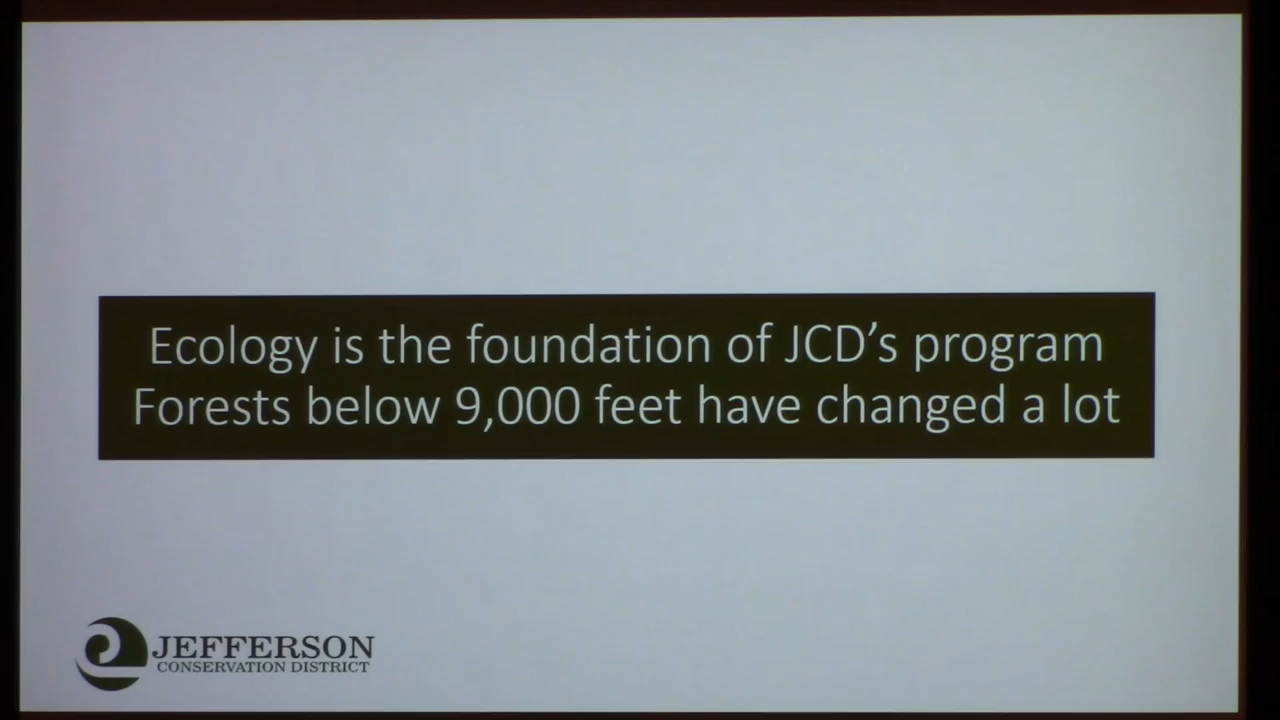 Ecology is the foundation of JCD's program
Forests below 9,000 feet have changed a lot
JEFFERSON
CONSERVATION DISTRICT